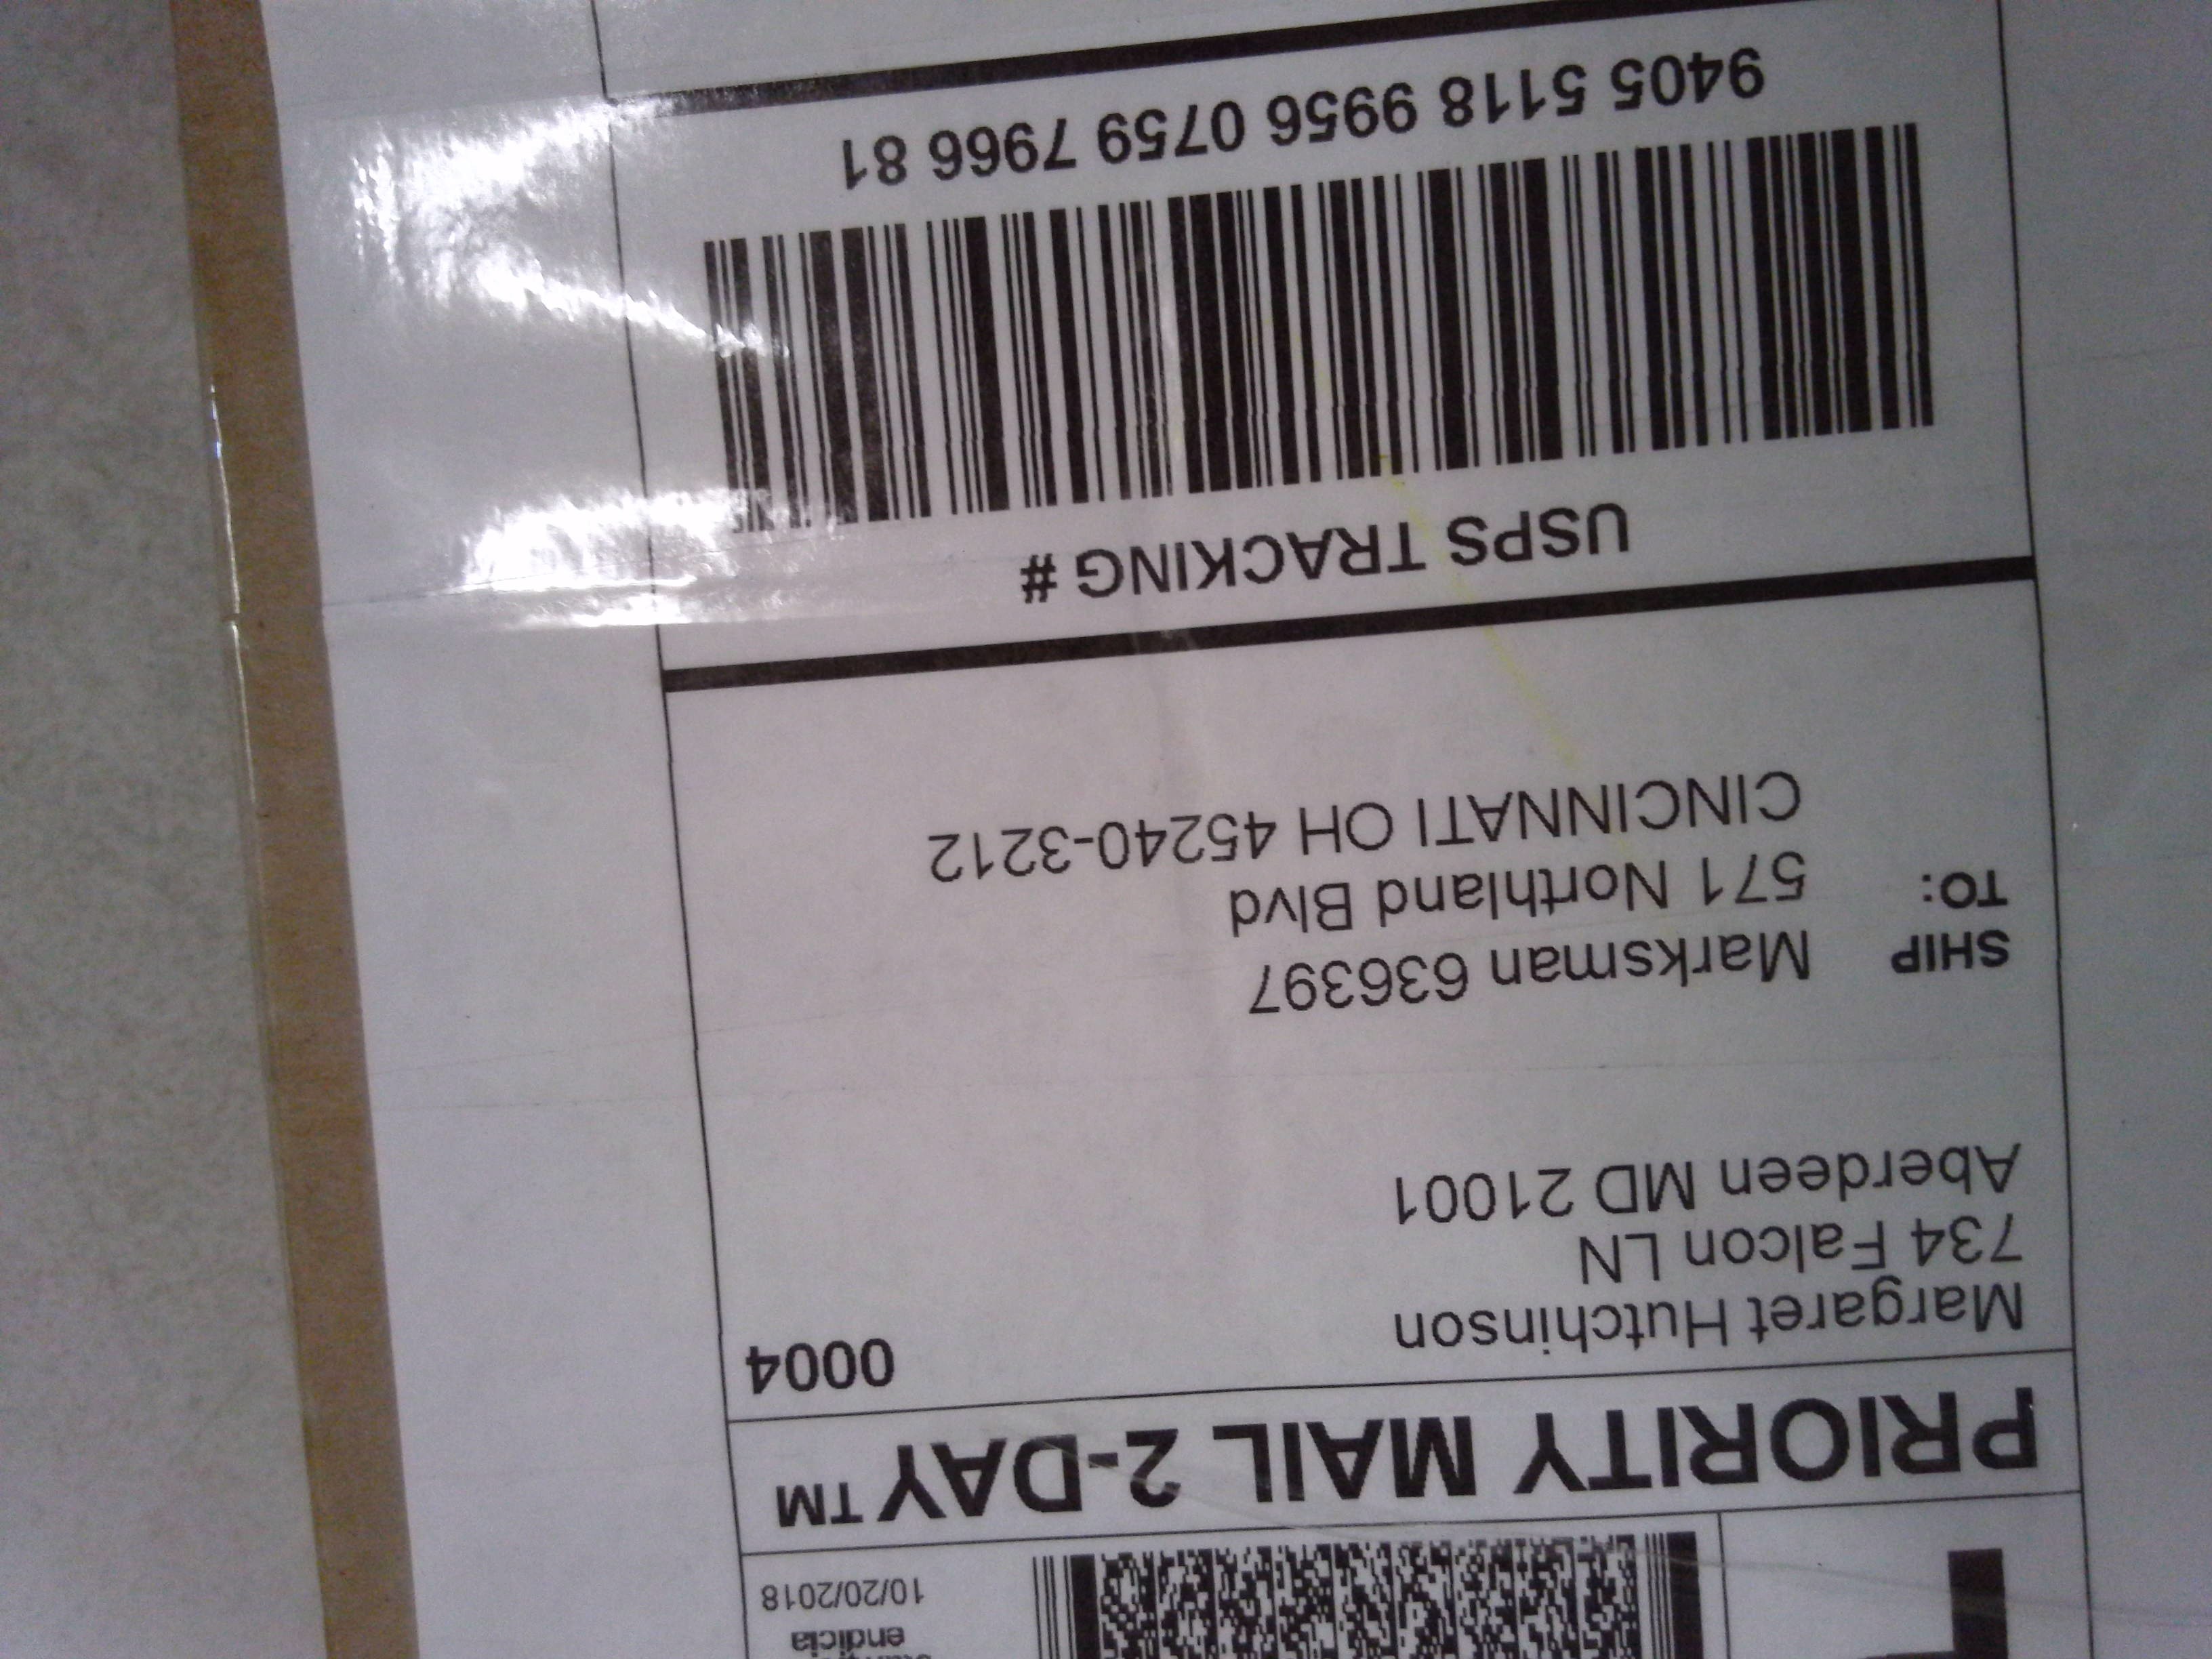 endicia
10/20/2018
PRIORITY MAIL 2-DAY ™
Margaret Hutchinson
734 Falcon LN
Aberdeen MD 21001
0004
SHIP
TO:
Marksman 636397
571 Northland Blvd
CINCINNATI OH 45240-3212
USPS TRACKING #
9405 5118 9956 0759 7966 81